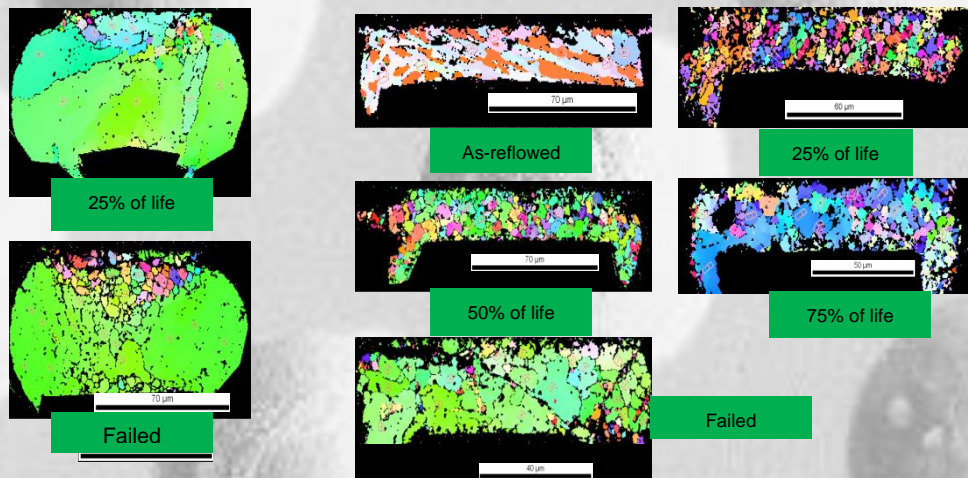 25% of life
70 µm
Failed
70 µm
As-reflowed
60 µm
25% of life
70 µm
50% of life
50 µm
75% of life
40 µm
Failed